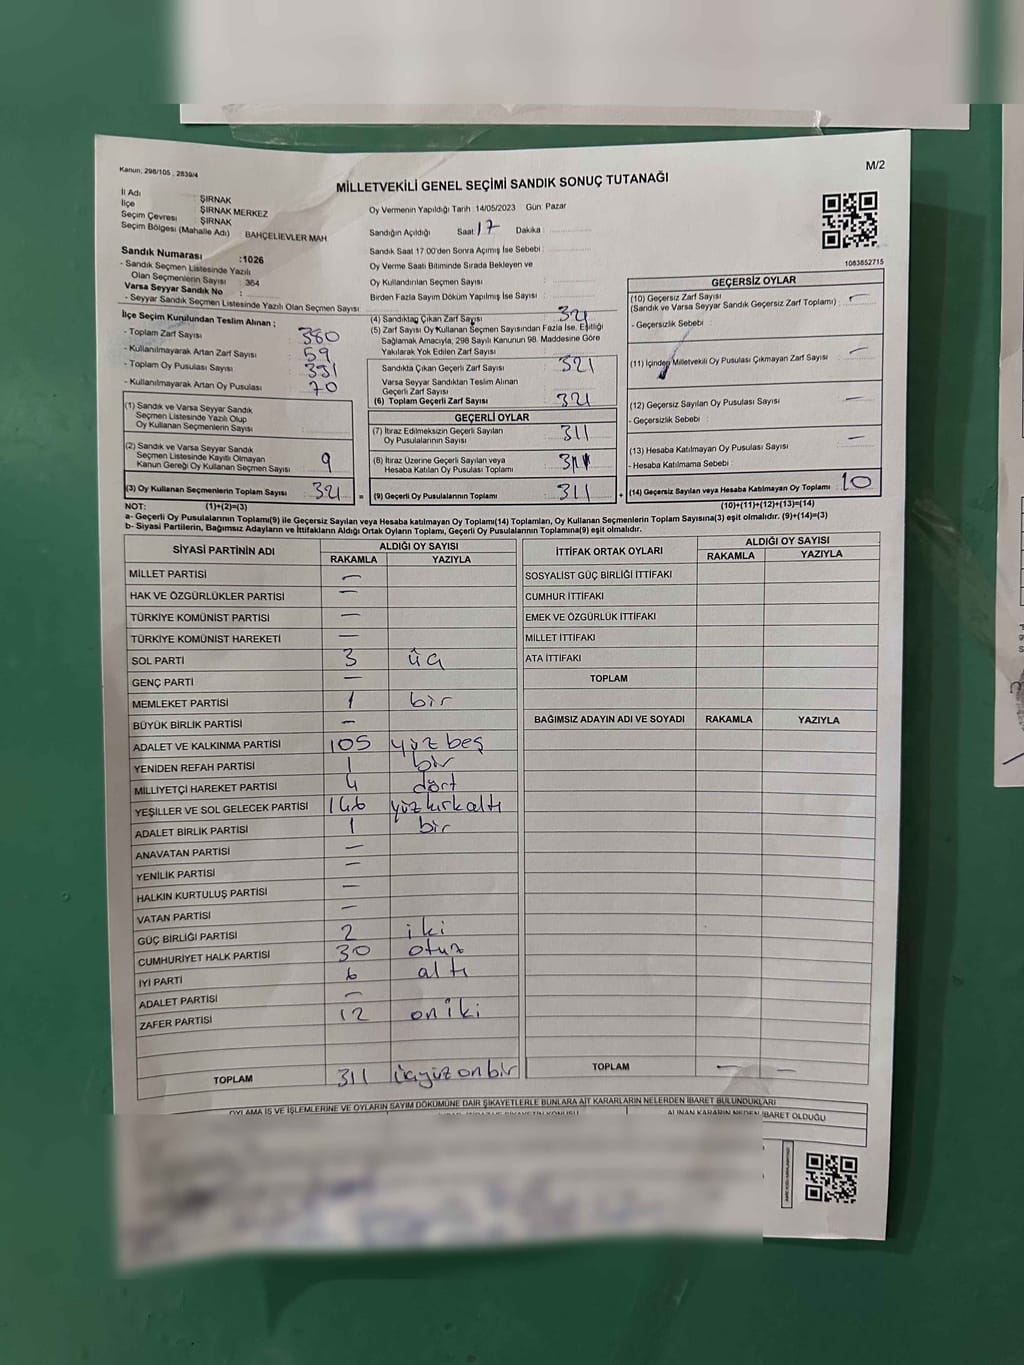 Kanun, 298/105 , 2839/4
M/2
MİLLETVEKİLİ GENEL SEÇİMİ SANDIK SONUÇ TUTANAĞI
İl Adı : ŞIRNAK
İlçe : ŞIRNAK MERKEZ
Seçim Çevresi : ŞIRNAK
Seçim Bölgesi (Mahalle Adı) : BAHÇELİEVLER MAH
Sandık Numarası :1026
- Sandık Seçmen Listesinde Yazılı
Olan Seçmenlerin Sayısı : 364
Varsa Seyyar Sandık No :
- Seyyar Sandık Seçmen Listesinde Yazılı Olan Seçmen Sayısı
Oy Vermenin Yapıldığı Tarih :14/05/2023 Gün: Pazar
Sandığın Açıldığı Saat 17 Dakika :
Sandık Saat 17 00'den Sonra Açımış İse Sebebi :
Oy Verme Saati Bitiminde Sırada Bekleyen ve
Oy Kullandırılan Seçmen Sayısı :
Birden Fazla Sayım Döküm Yapılmış İse Sayısı :
1063852715
İlçe Seçim Kurulundan Teslim Alınan ;
- Toplam Zarf Sayısı : 380
- Kullanılmayarak Artan Zarf Sayısı : 59
- Toplam Oy Pusulası Sayısı :
- Kullanılmayarak Artan Oy Pusulası : 70
(1) Sandık ve Varsa Seyyar Sandık
Seçmen Listesinde Yazılı Olup
Oy Kullanan Seçmenlerin Sayısı :
(2) Sandık ve Varsa Seyyar Sandık
Seçmen Listesinde Kayıtlı Olmayan
Kanun Gereği Oy Kullanan Seçmen Sayısı : 9
(3) Oy Kullanan Seçmenlerin Toplam Sayısı : 321 =
(4) Sandıktan Çıkan Zarf Sayısı : 321
(5) Zarf Sayısı Oy Kullanan Seçmen Sayısından Fazla İse, Eşitliği
Sağlamak Amacıyla, 298 Sayılı Kanunun 98. Maddesine Göre
Yakılarak Yok Edilen Zarf Sayısı
Sandıkta Çıkan Geçerli Zarf Sayısı : 321
Varsa Seyyar Sandıktan Teslim Alınan
Geçerli Zarf Sayısı
(6) Toplam Geçerli Zarf Sayısı : 321
GEÇERLİ OYLAR
(7) İtiraz Edilmeksizin Geçerli Sayılan
Oy Pusulalarının Sayısı : 311
(8) İtiraz Üzerine Geçerli Sayılan veya
Hesaba Katılan Oy Pusulası Toplamı :
(9) Geçerli Oy Pusulalarının Toplamı : 311 +
GEÇERSİZ OYLAR
(10) Geçersiz Zarf Sayısı
(Sandık ve Varsa Seyyar Sandık Geçersiz Zarf Toplamı) : —
- Geçersizlik Sebebi :
(11) İçinden Milletvekili Oy Pusulası Çıkmayan Zarf Sayısı : —
(12) Geçersiz Sayılan Oy Pusulası Sayısı : —
- Geçersizlik Sebebi :
(13) Hesaba Katılmayan Oy Pusulası Sayısı : —
- Hesaba Katılmama Sebebi :
(14) Geçersiz Sayılan veya Hesaba Katılmayan Oy Toplamı : 10
NOT: (1)+(2)=(3)
(10)+(11)+(12)+(13)=(14)
a- Geçerli Oy Pusulalarının Toplamı(9) ile Geçersiz Sayılan veya Hesaba katılmayan Oy Toplamı(14) Toplamları, Oy Kullanan Seçmenlerin Toplam Sayısına(3) eşit olmalıdır. (9)+(14)=(3)
b- Siyasi Partilerin, Bağımsız Adayların ve İttifakların Aldığı Ortak Oyların Toplamı, Geçerli Oy Pusulalarının Toplamına(9) eşit olmalıdır.
SİYASİ PARTİNİN ADI
ALDIĞI OY SAYISI
RAKAMLA YAZIYLA
MİLLET PARTİSİ —
HAK VE ÖZGÜRLÜKLER PARTİSİ —
TÜRKİYE KOMÜNİST PARTİSİ —
TÜRKİYE KOMÜNİST HAREKETİ —
SOL PARTİ 3 üç
GENÇ PARTİ —
MEMLEKET PARTİSİ 1 bir
BÜYÜK BİRLİK PARTİSİ —
ADALET VE KALKINMA PARTİSİ 105 yüz beş
YENİDEN REFAH PARTİSİ 1 bir
MİLLİYETÇİ HAREKET PARTİSİ 4 dört
YEŞİLLER VE SOL GELECEK PARTİSİ 146 yüz kırk altı
ADALET BİRLİK PARTİSİ 1 bir
ANAVATAN PARTİSİ —
YENİLİK PARTİSİ —
HALKIN KURTULUŞ PARTİSİ —
VATAN PARTİSİ —
GÜÇ BİRLİĞİ PARTİSİ 2 iki
CUMHURİYET HALK PARTİSİ 30 otuz
İYİ PARTİ 6 altı
ADALET PARTİSİ —
ZAFER PARTİSİ 12 on iki
TOPLAM 311 üçyüz on bir
İTTİFAK ORTAK OYLARI
ALDIĞI OY SAYISI
RAKAMLA YAZIYLA
SOSYALİST GÜÇ BİRLİĞİ İTTİFAKI
CUMHUR İTTİFAKI
EMEK VE ÖZGÜRLÜK İTTİFAKI
MİLLET İTTİFAKI
ATA İTTİFAKI
TOPLAM
BAĞIMSIZ ADAYIN ADI VE SOYADI RAKAMLA YAZIYLA
TOPLAM — —
OYLAMA İŞ VE İŞLEMLERİNE VE OYLARIN SAYIM DÖKÜMÜNE DAİR ŞİKAYETLERLE BUNLARA AİT KARARLARIN NELERDEN İBARET BULUNDUKLARI
ALINAN KARARIN NEDEN İBARET OLDUĞU